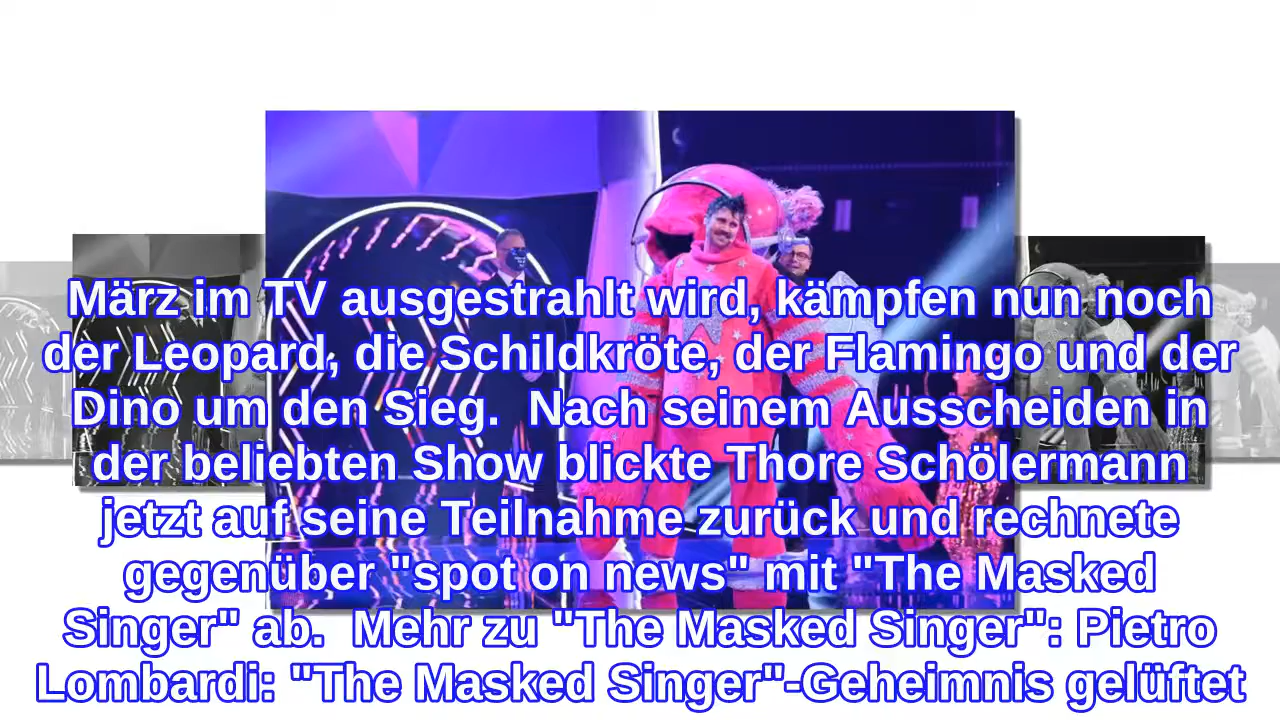 März im TV ausgestrahlt wird, kämpfen nun noch
der Leopard, die Schildkröte, der Flamingo und der
Dino um den Sieg.  Nach seinem Ausscheiden in
der beliebten Show blickte Thore Schölermann
jetzt auf seine Teilnahme zurück und rechnete
gegenüber "spot on news" mit "The Masked
Singer" ab.  Mehr zu "The Masked Singer": Pietro
Lombardi: "The Masked Singer"-Geheimnis gelüftet